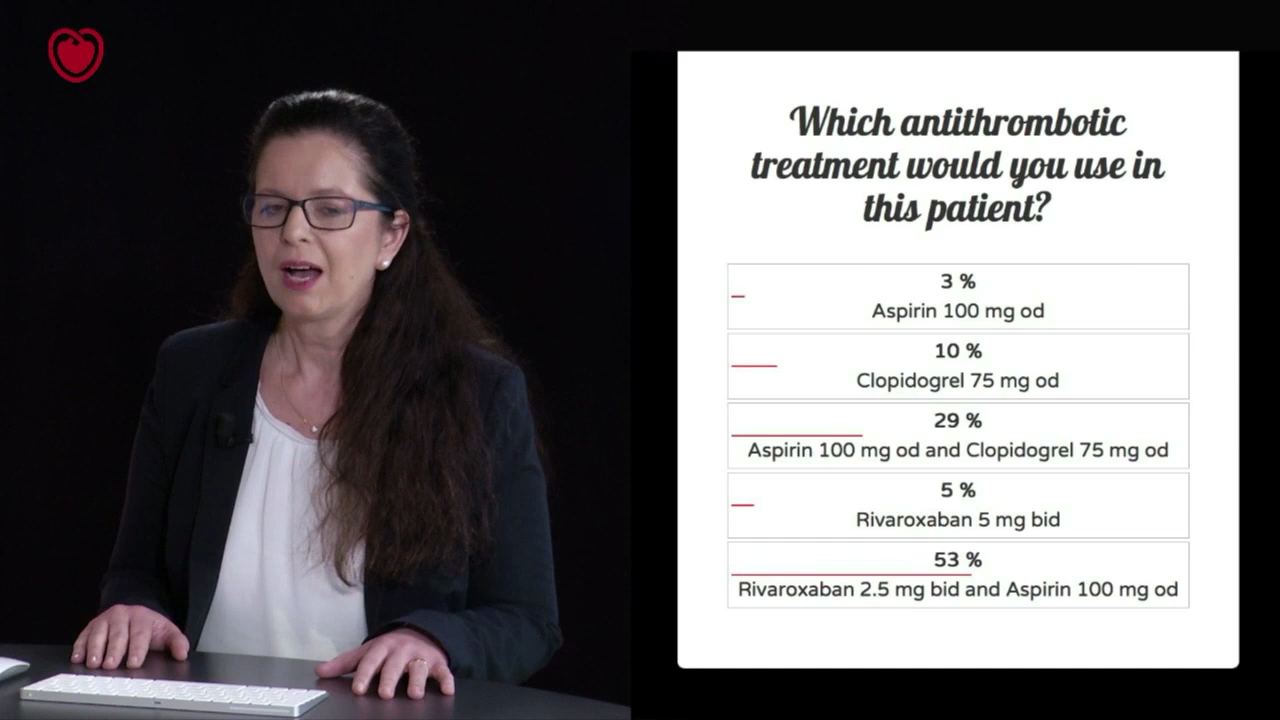 Which antithrombotic
treatment would you use in
this patient?
3 %
Aspirin 100 mg od
10 %
Clopidogrel 75 mg od
29 %
Aspirin 100 mg od and Clopidogrel 75 mg od
5 %
Rivaroxaban 5 mg bid
53 %
Rivaroxaban 2.5 mg bid and Aspirin 100 mg od